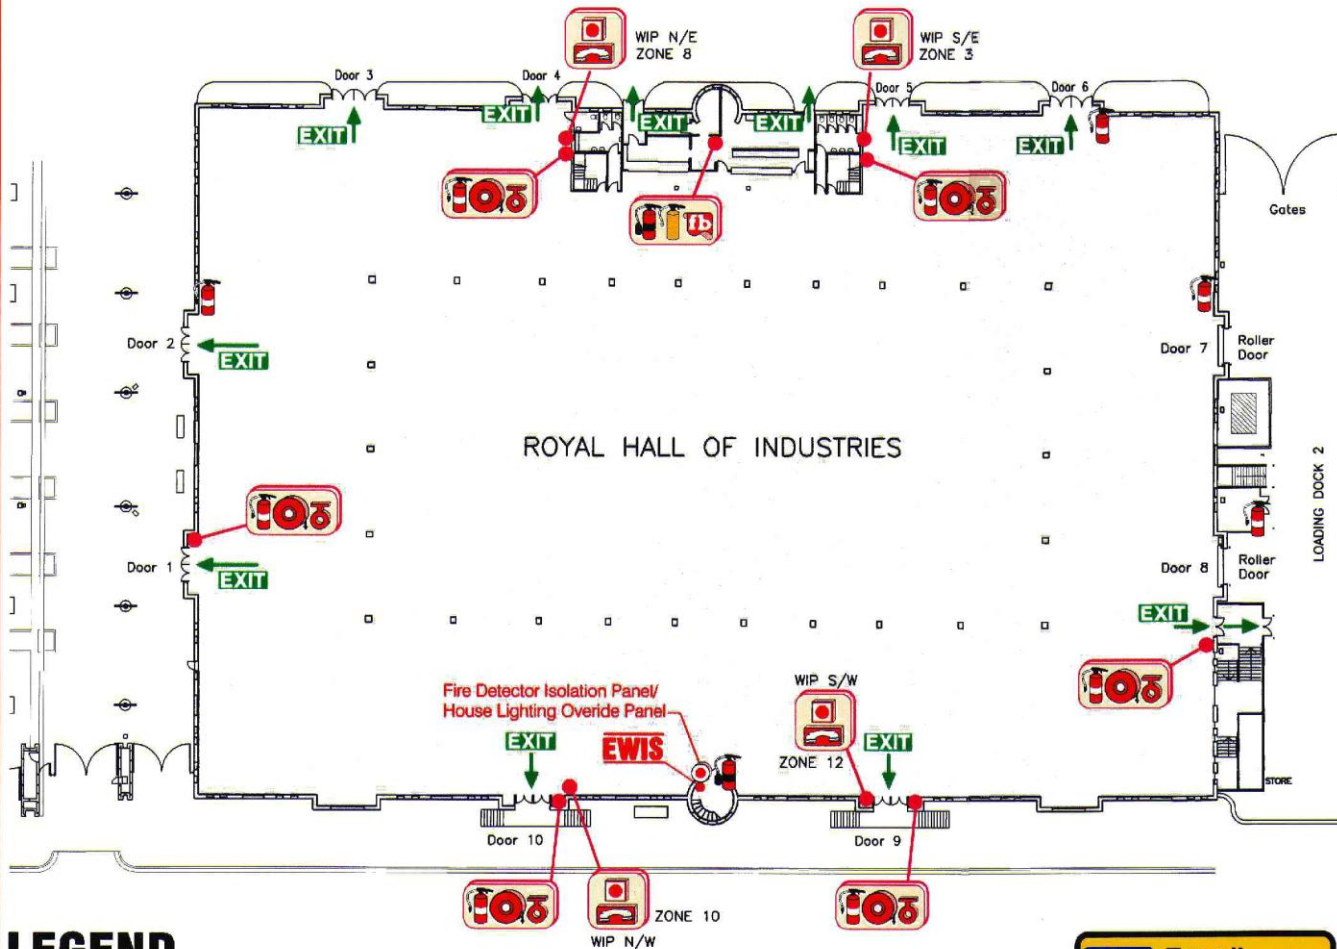 WIP N/E
ZONE 8
WIP S/E
ZONE 3
Door 3
Door 4
Door 5
Door 6
EXIT
EXIT
EXIT
EXIT
EXIT
EXIT
Gates
fb
Door 2
EXIT
Door 7
Roller
Door
ROYAL HALL OF INDUSTRIES
LOADING DOCK 2
Door 1
EXIT
Door 8
Roller
Door
EXIT
Fire Detector Isolation Panel/
House Lighting Overide Panel
EXIT
EWIS
WIP S/W
ZONE 12
EXIT
STORE
Door 10
Door 9
ZONE 10
WIP N/W
LEGEND